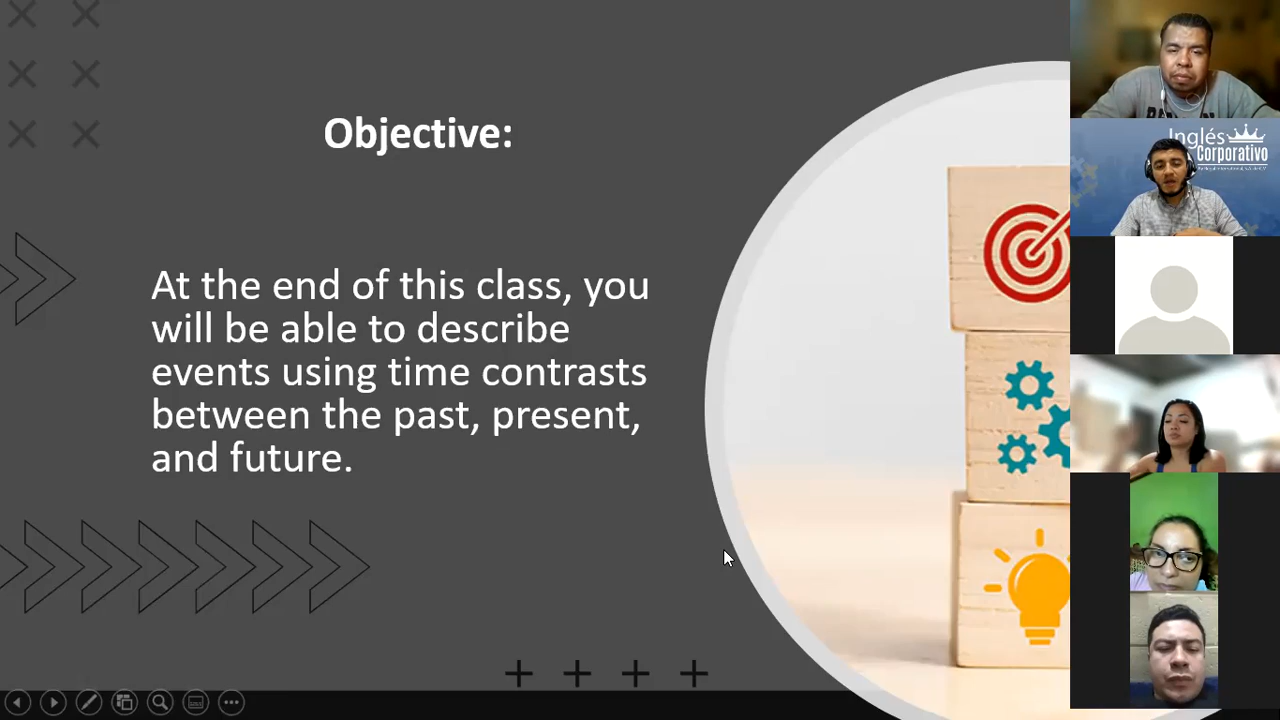 Objective:
At the end of this class, you
will be able to describe
events using time contrasts
between the past, present,
and future.
Inglés
Corporativo